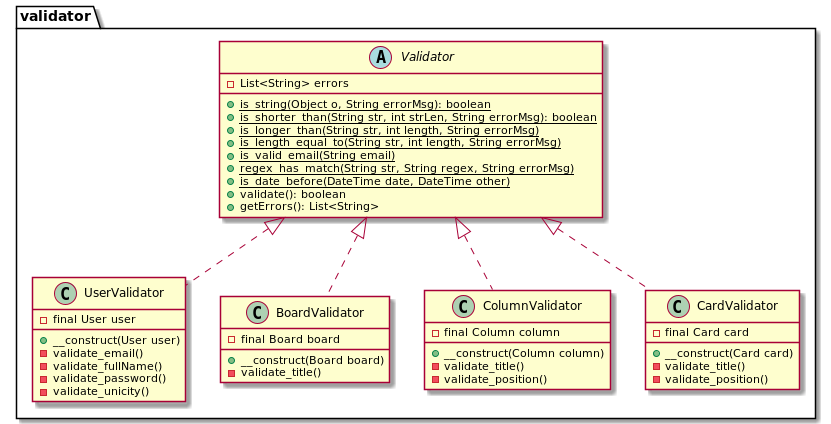 validator
A Validator
List<String> errors
is_string(Object o, String errorMsg): boolean
is_shorter_than(String str, int strLen, String errorMsg): boolean
is_longer_than(String str, int length, String errorMsg)
is_length_equal_to(String str, int length, String errorMsg)
is_valid_email(String email)
regex_has_match(String str, String regex, String errorMsg)
is_date_before(DateTime date, DateTime other)
validate(): boolean
getErrors(): List<String>
C UserValidator
final User user
__construct(User user)
validate_email()
validate_fullName()
validate_password()
validate_unicity()
C BoardValidator
final Board board
__construct(Board board)
validate_title()
C ColumnValidator
final Column column
__construct(Column column)
validate_title()
validate_position()
C CardValidator
final Card card
__construct(Card card)
validate_title()
validate_position()